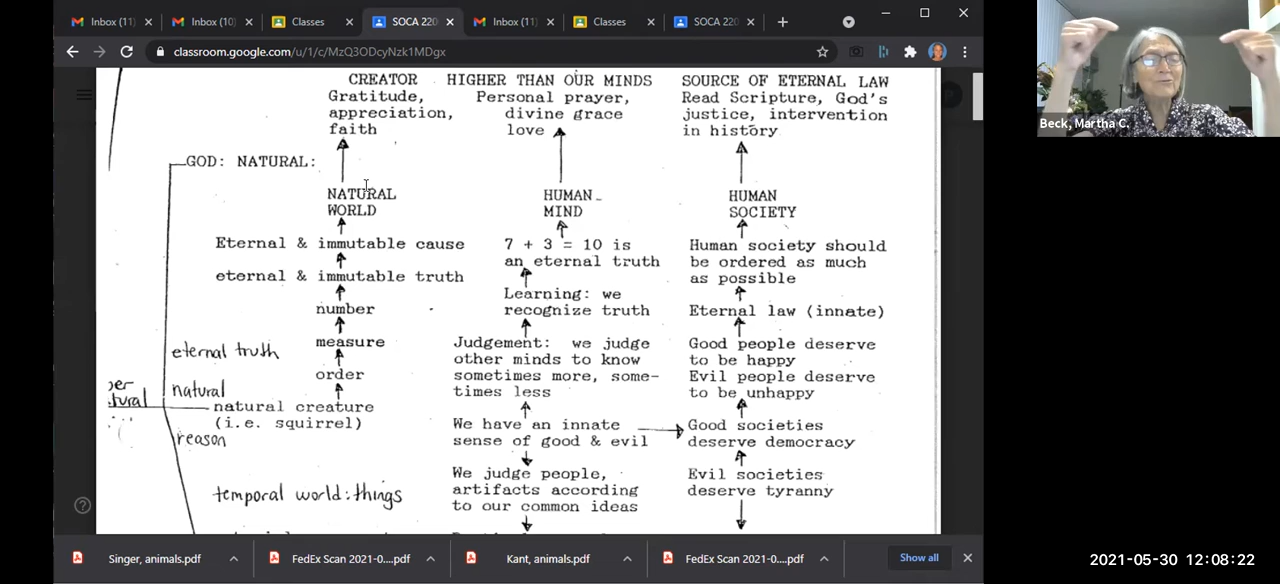 Inbox (11)
Inbox (10)
Classes
SOCA 220
Inbox (11)
Classes
SOCA 220
classroom.google.com/u/1/c/MzQ3ODcyNzk1MDgx
Beck, Martha C.
CREATOR HIGHER THAN OUR MINDS SOURCE OF ETERNAL LAW
Gratitude, Personal prayer, Read Scripture, God's
appreciation, divine grace justice, intervention
faith love in history
GOD: NATURAL:
NATURAL HUMAN HUMAN
WORLD MIND SOCIETY
Eternal & immutable cause
eternal & immutable truth
number
measure
order
natural creature
(i.e. squirrel)
7 + 3 = 10 is
an eternal truth
Learning: we
recognize truth
Judgement: we judge
other minds to know
sometimes more, some-
times less
We have an innate
sense of good & evil
We judge people,
artifacts according
to our common ideas
Human society should
be ordered as much
as possible
Eternal law (innate)
Good people deserve
to be happy
Evil people deserve
to be unhappy
Good societies
deserve democracy
Evil societies
deserve tyranny
eternal truth
natural
reason
temporal world: things
Singer, animals.pdf
FedEx Scan 2021-0....pdf
Kant, animals.pdf
FedEx Scan 2021-0....pdf
Show all
2021-05-30 12:08:22